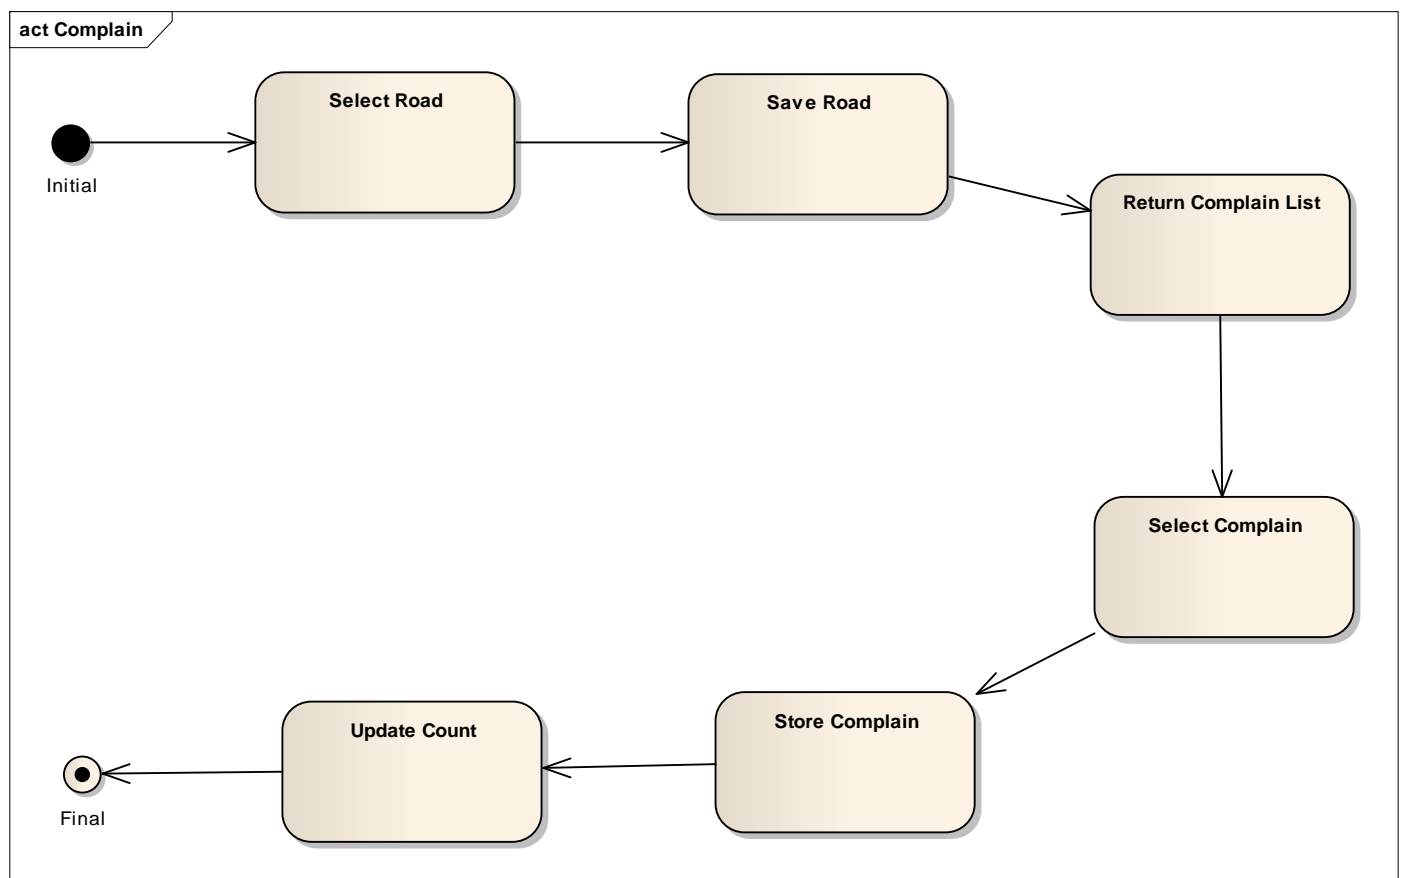 act Complain
Select Road
Save Road
Initial
Return Complain List
Select Complain
Store Complain
Update Count
Final